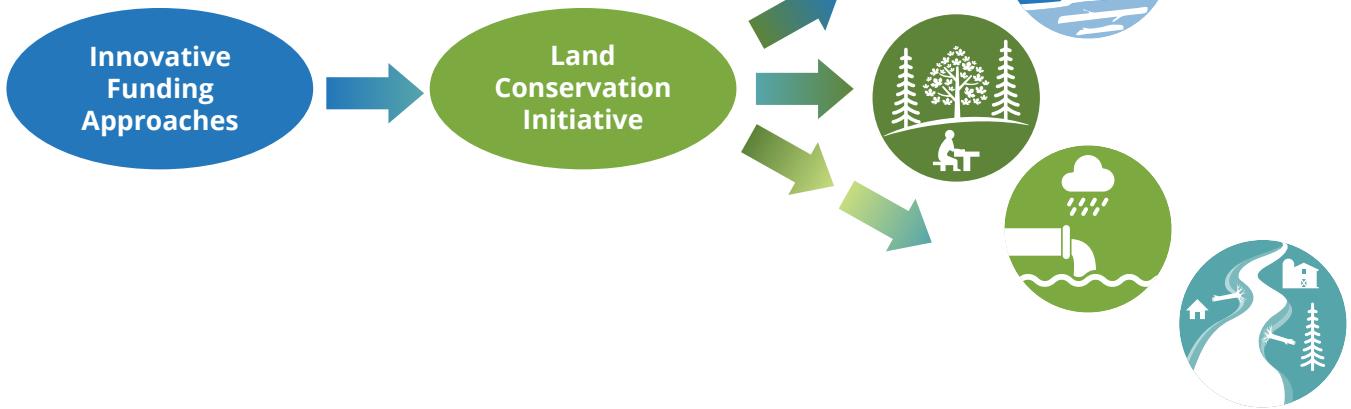 Innovative
Funding
Approaches
Land
Conservation
Initiative